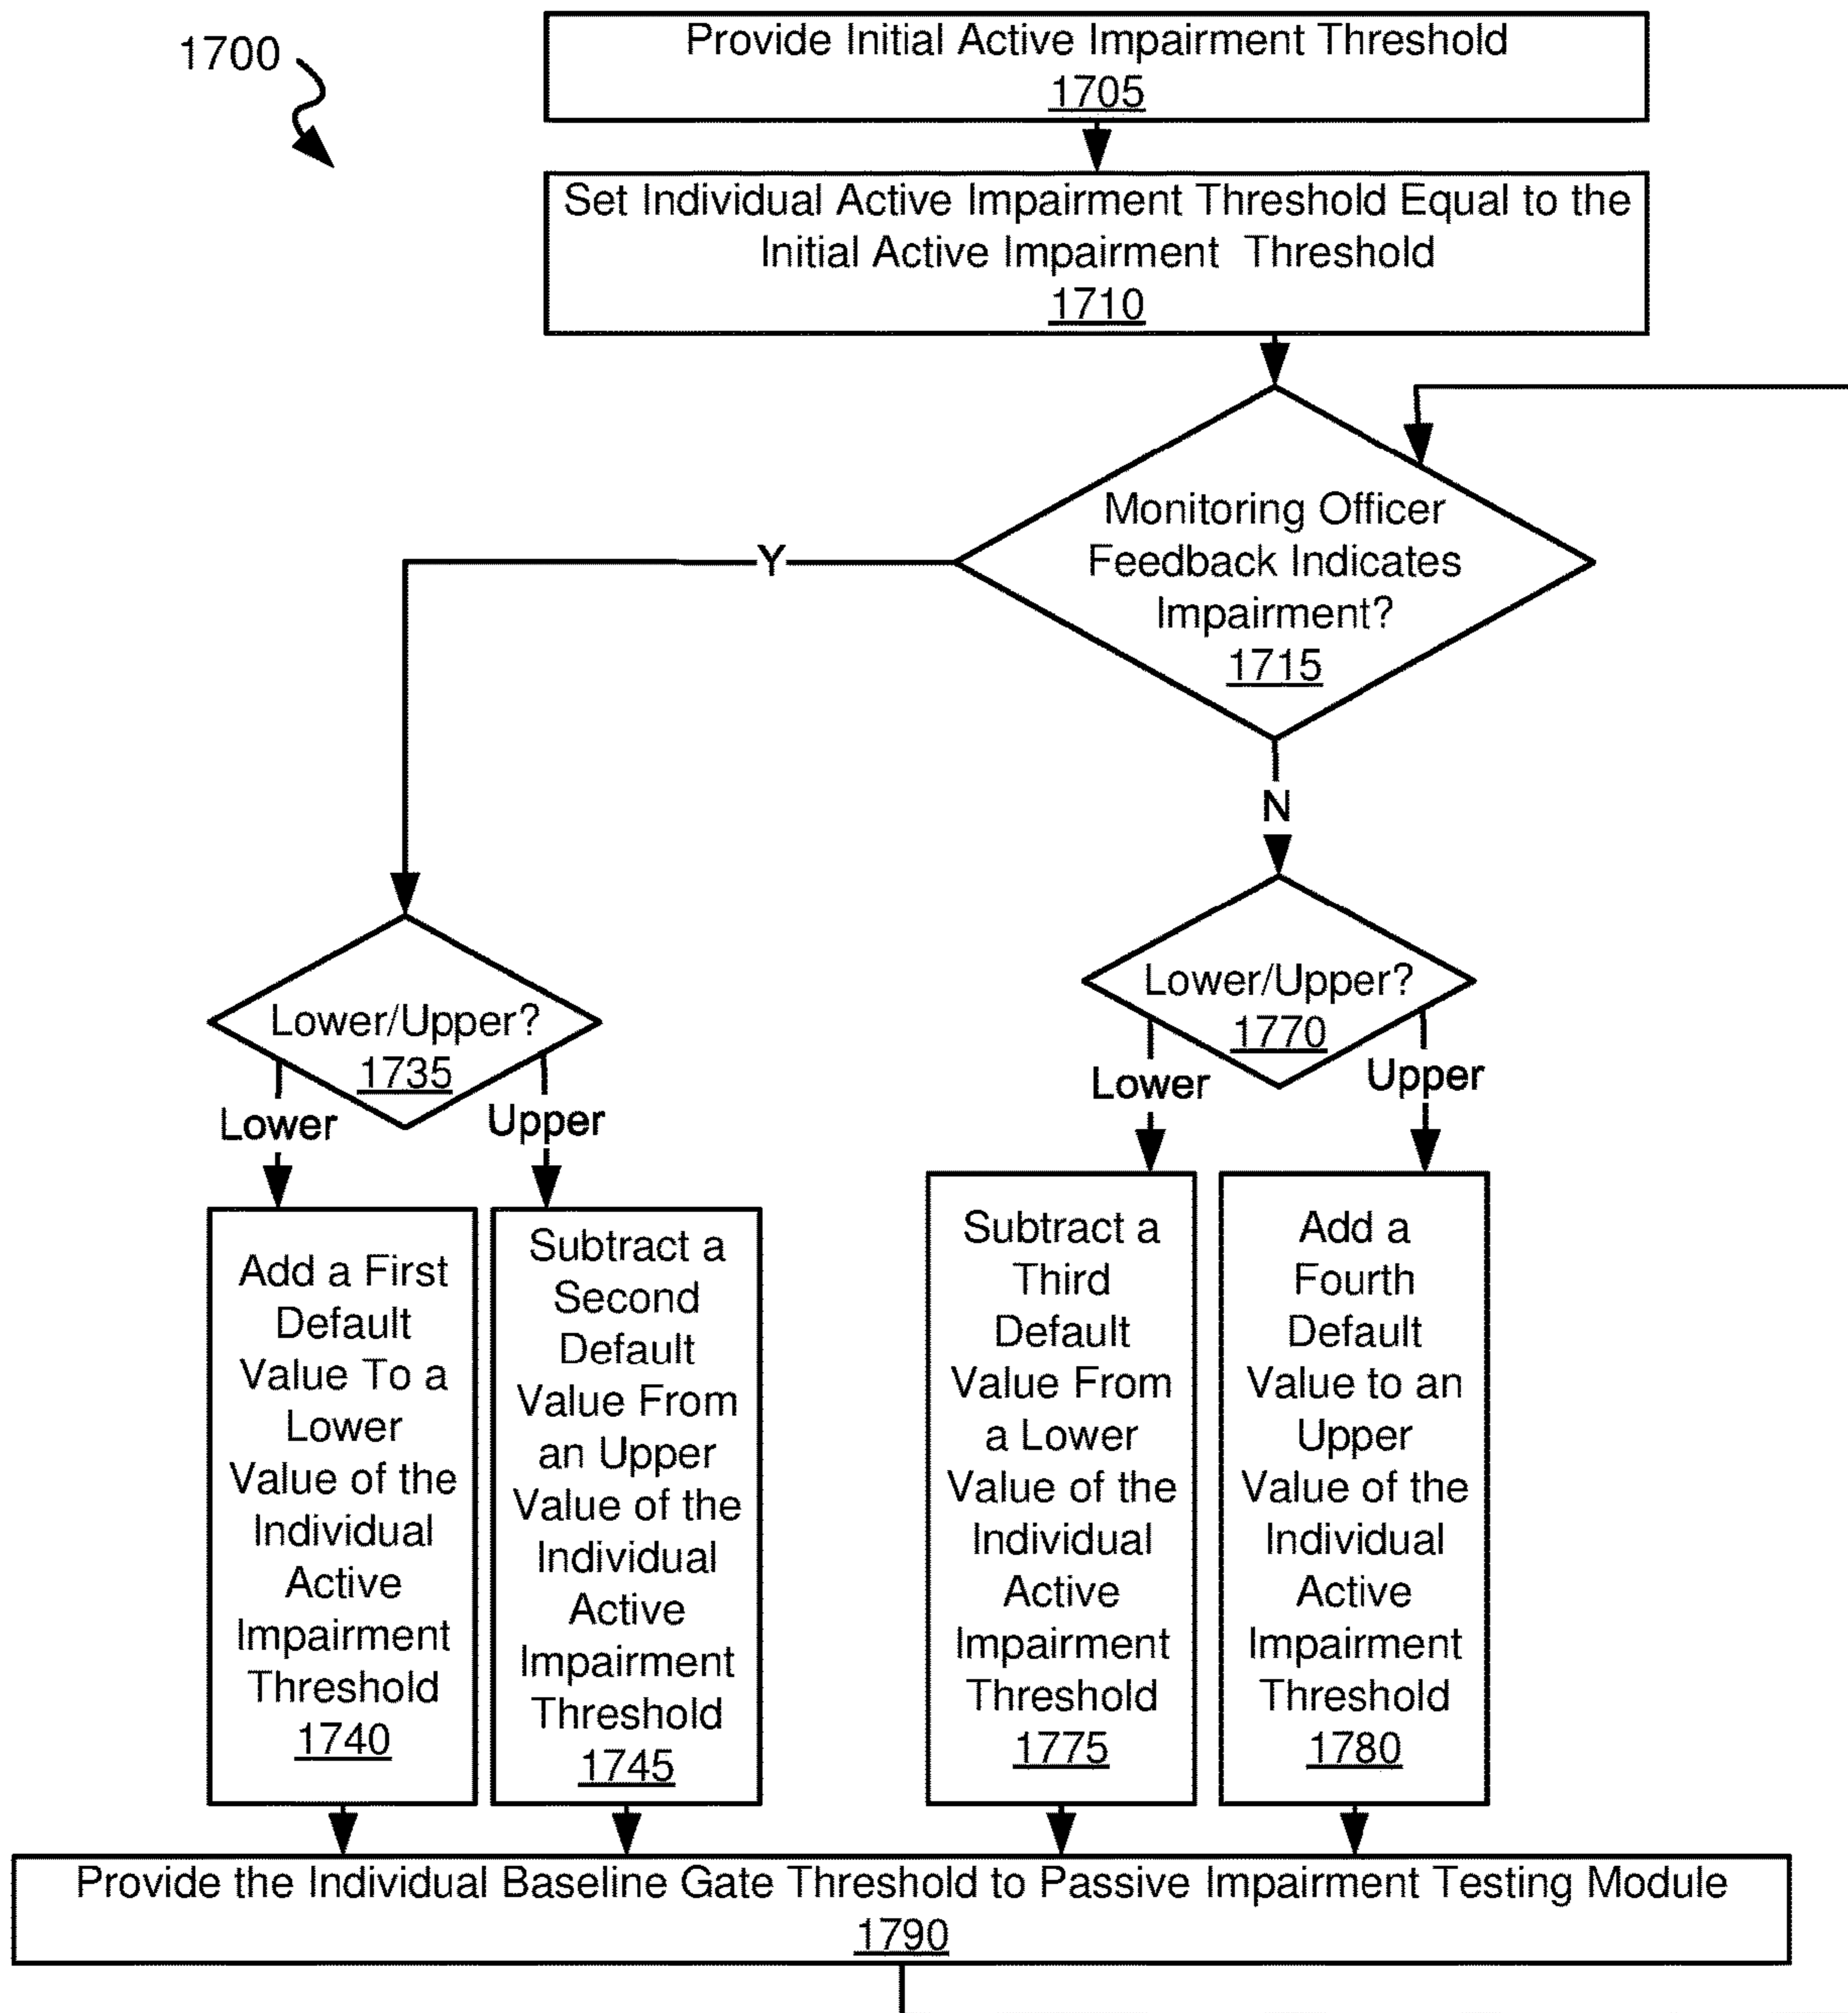 1700
Provide Initial Active Impairment Threshold
1705
Set Individual Active Impairment Threshold Equal to the
Initial Active Impairment Threshold
1710
Monitoring Officer
Feedback Indicates
Impairment?
1715
Y
N
Lower/Upper?
1735
Lower
Upper
Lower/Upper?
1770
Lower
Upper
Add a First
Default
Value To a
Lower
Value of the
Individual
Active
Impairment
Threshold
1740
Subtract a
Second
Default
Value From
an Upper
Value of the
Individual
Active
Impairment
Threshold
1745
Subtract a
Third
Default
Value From
a Lower
Value of the
Individual
Active
Impairment
Threshold
1775
Add a
Fourth
Default
Value to an
Upper
Value of the
Individual
Active
Impairment
Threshold
1780
Provide the Individual Baseline Gate Threshold to Passive Impairment Testing Module
1790